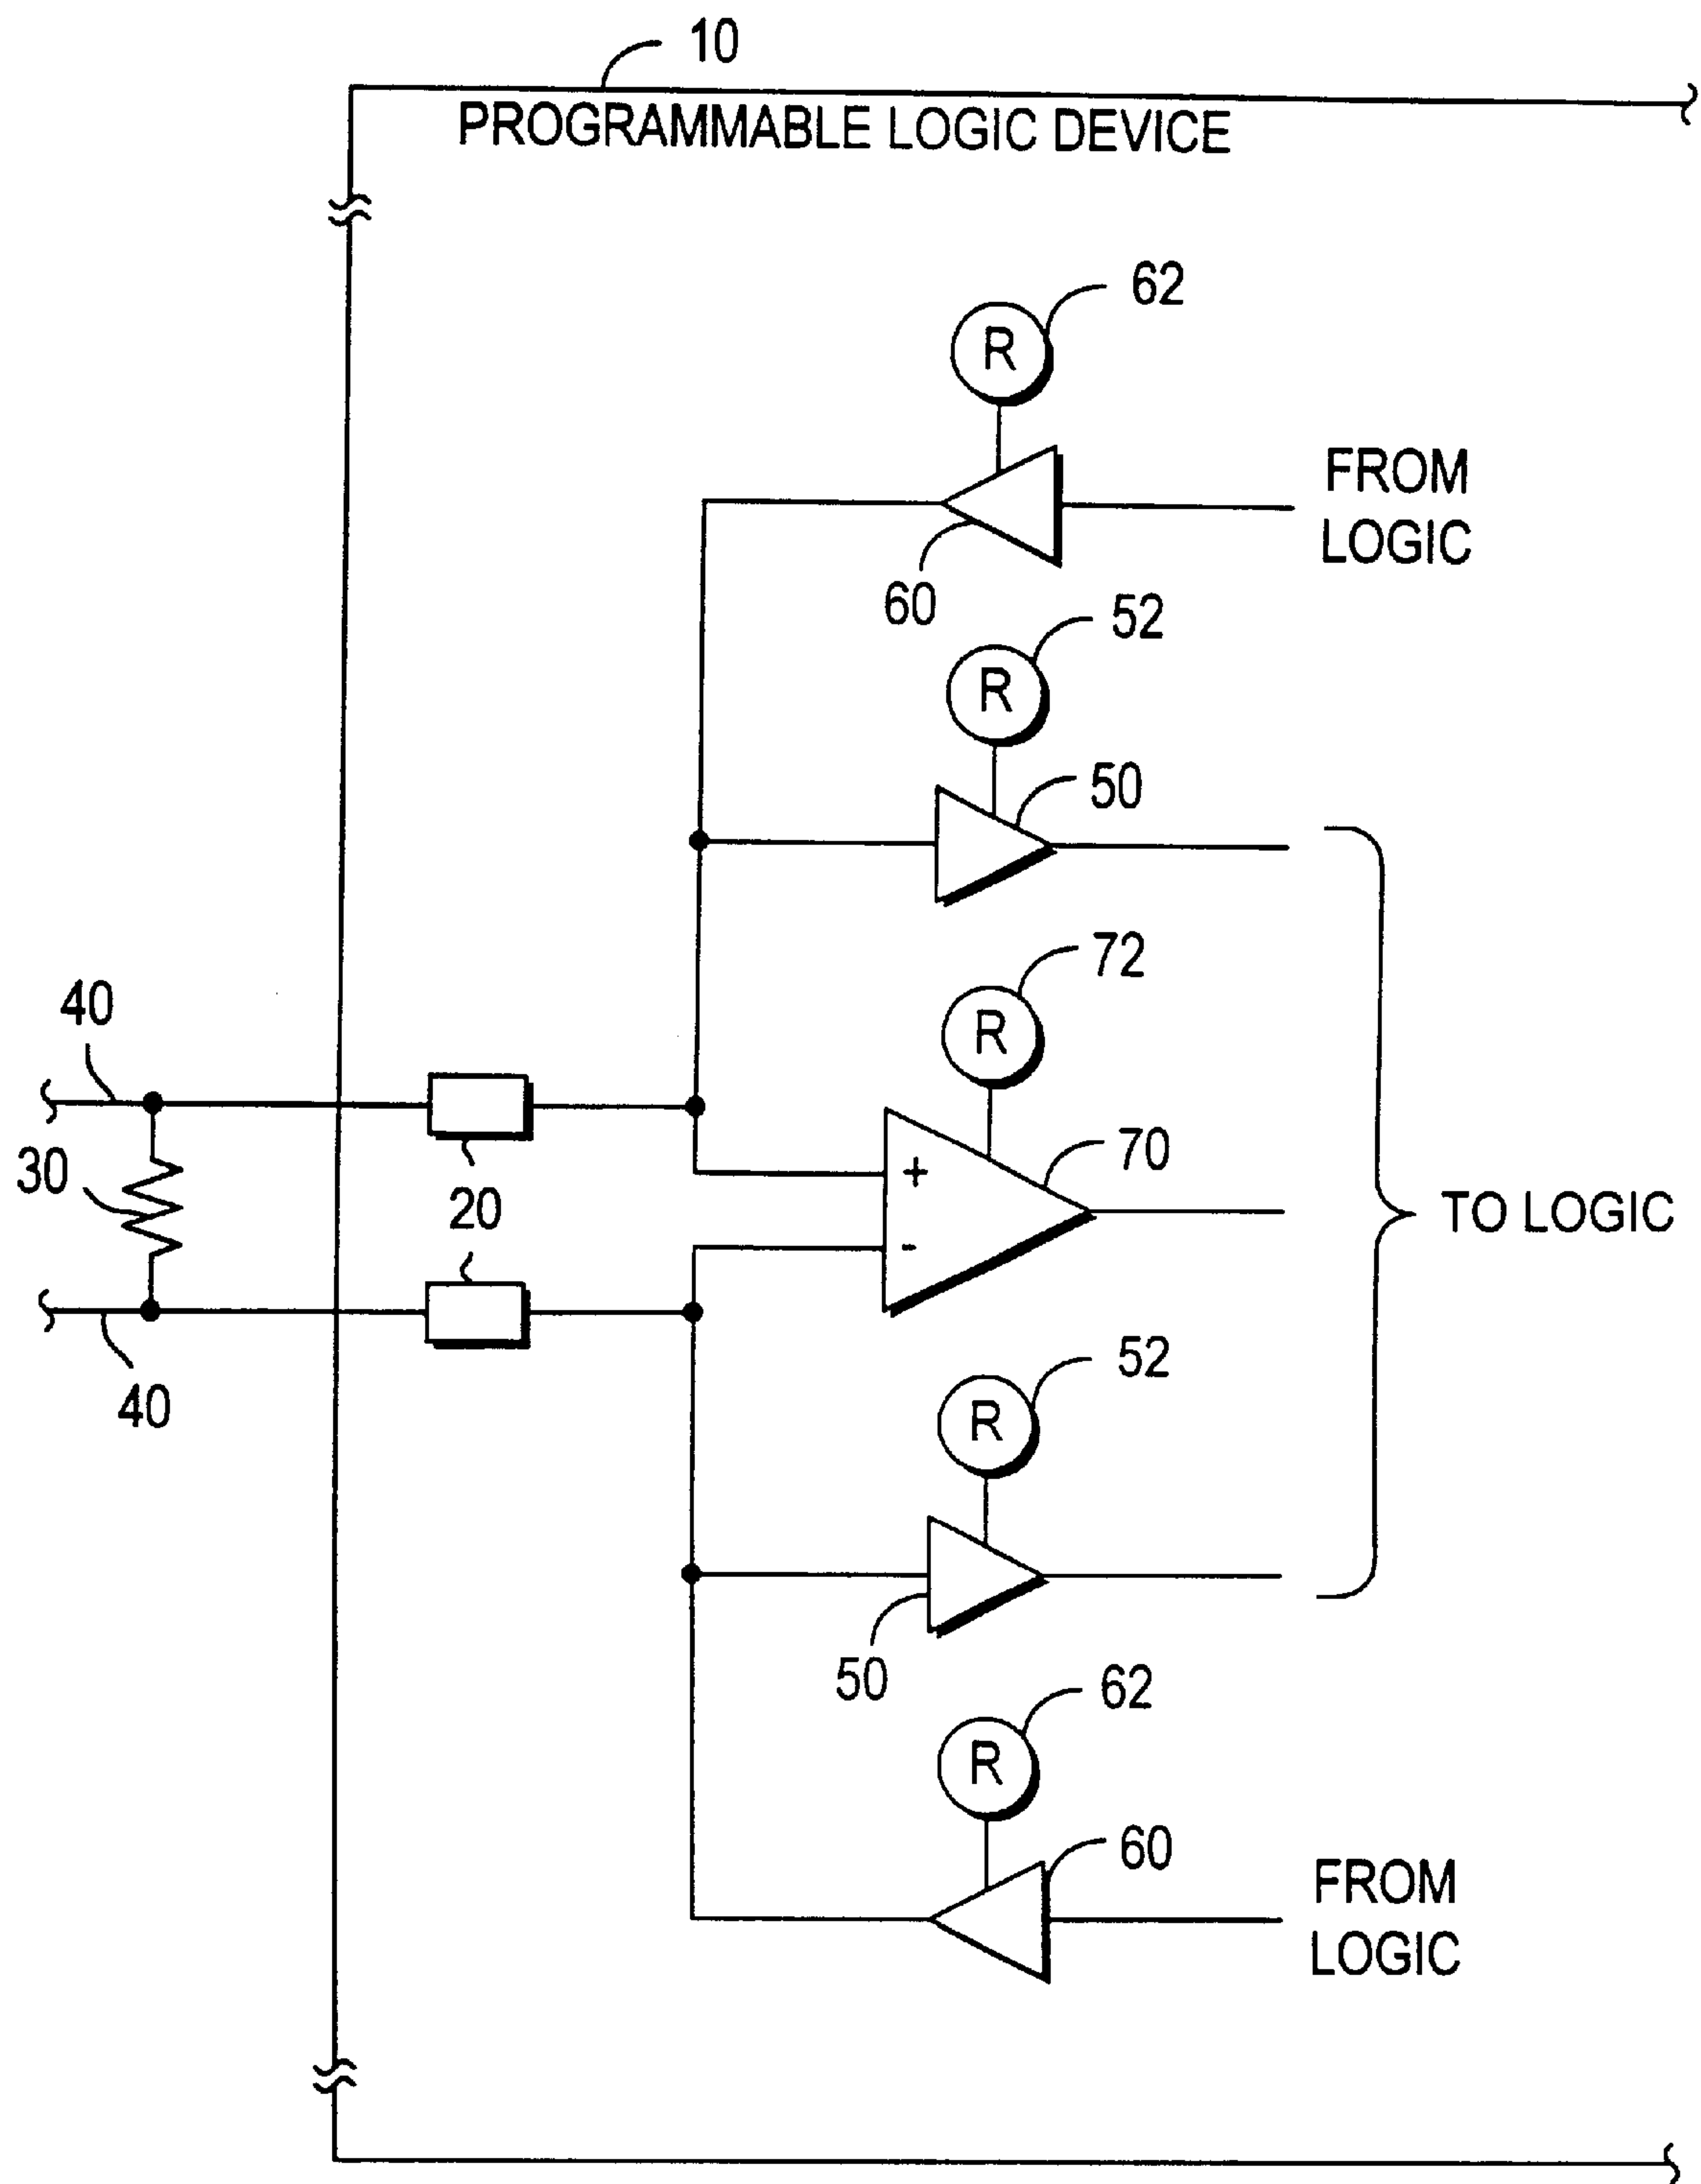 10
PROGRAMMABLE LOGIC DEVICE
62
R
FROM
LOGIC
60
52
R
50
72
R
40
70
+
30
20
-
TO LOGIC
40
52
R
50
62
R
60
FROM
LOGIC